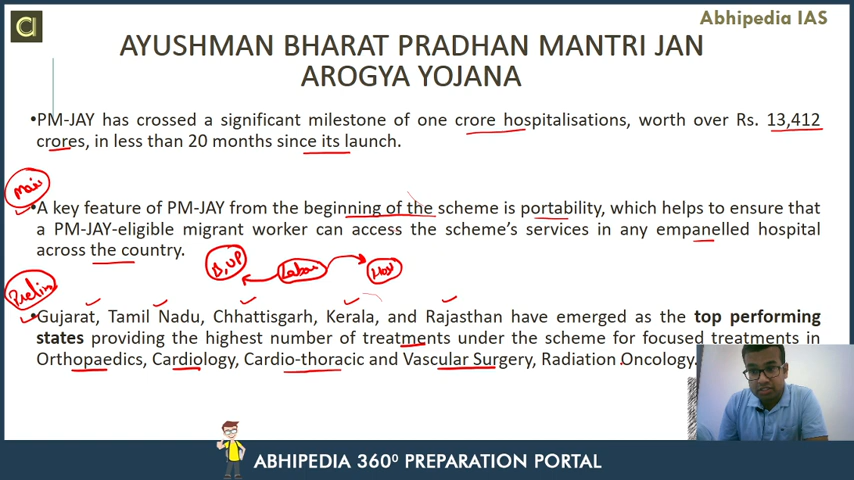 Abhipedia IAS
AYUSHMAN BHARAT PRADHAN MANTRI JAN
AROGYA YOJANA
•PM-JAY has crossed a significant milestone of one crore hospitalisations, worth over Rs. 13,412
crores, in less than 20 months since its launch.
Main
•A key feature of PM-JAY from the beginning of the scheme is portability, which helps to ensure that
a PM-JAY-eligible migrant worker can access the scheme's services in any empanelled hospital
across the country.
B, UP Labour
Prelim
•Gujarat, Tamil Nadu, Chhattisgarh, Kerala, and Rajasthan have emerged as the top performing
states providing the highest number of treatments under the scheme for focused treatments in
Orthopaedics, Cardiology, Cardio-thoracic and Vascular Surgery, Radiation Oncology.
ABHIPEDIA 360⁰ PREPARATION PORTAL